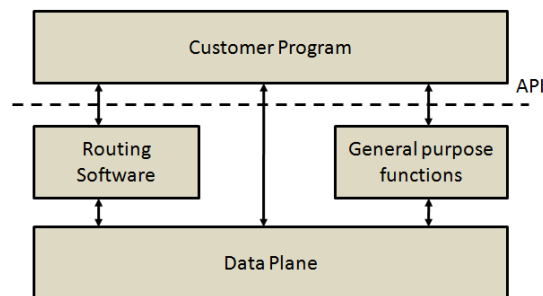 Customer Program
API
Routing
Software
General purpose
functions
Data Plane